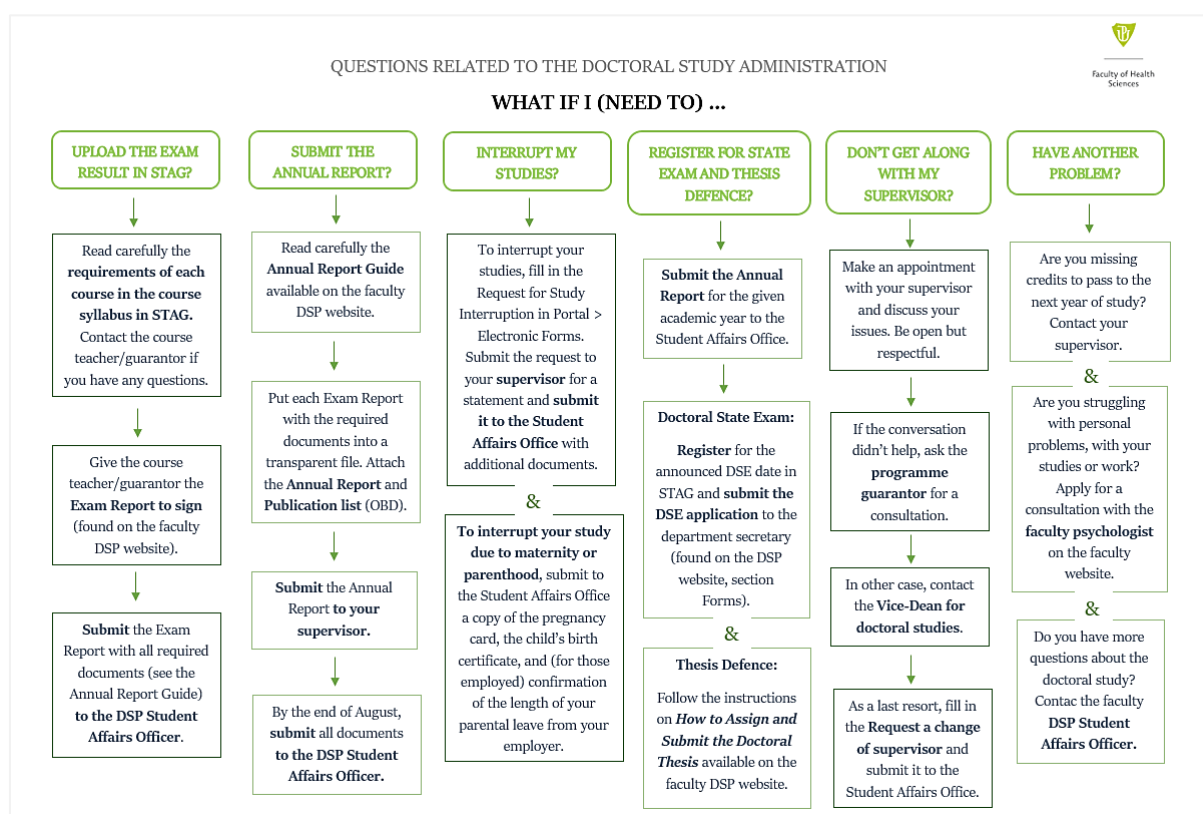 QUESTIONS RELATED TO THE DOCTORAL STUDY ADMINISTRATION
Faculty of Health
Sciences
WHAT IF I (NEED TO) ...
UPLOAD THE EXAM
RESULT IN STAG?
Read carefully the
requirements of each
course in the course
syllabus in STAG.
Contact the course
teacher/guarantor if
you have any questions.
Give the course
teacher/guarantor the
Exam Report to sign
(found on the faculty
DSP website).
Submit the Exam
Report with all required
documents (see the
Annual Report Guide)
to the DSP Student
Affairs Officer.
SUBMIT THE
ANNUAL REPORT?
Read carefully the
Annual Report Guide
available on the faculty
DSP website.
Put each Exam Report
with the required
documents into a
transparent file. Attach
the Annual Report and
Publication list (OBD).
Submit the Annual
Report to your
supervisor.
By the end of August,
submit all documents
to the DSP Student
Affairs Officer.
INTERRUPT MY
STUDIES?
To interrupt your
studies, fill in the
Request for Study
Interruption in Portal >
Electronic Forms.
Submit the request to
your supervisor for a
statement and submit
it to the Student
Affairs Office with
additional documents.
&
To interrupt your study
due to maternity or
parenthood, submit to
the Student Affairs Office
a copy of the pregnancy
card, the child's birth
certificate, and (for those
employed) confirmation
of the length of your
parental leave from your
employer.
REGISTER FOR STATE
EXAM AND THESIS
DEFENCE?
Submit the Annual
Report for the given
academic year to the
Student Affairs Office.
Doctoral State Exam:
Register for the
announced DSE date in
STAG and submit the
DSE application to the
department secretary
(found on the DSP
website, section
Forms).
&
Thesis Defence:
Follow the instructions
on How to Assign and
Submit the Doctoral
Thesis available on the
faculty DSP website.
DON'T GET ALONG
WITH MY
SUPERVISOR?
Make an appointment
with your supervisor
and discuss your
issues. Be open but
respectful.
If the conversation
didn't help, ask the
programme
guarantor for a
consultation.
In other case, contact
the Vice-Dean for
doctoral studies.
As a last resort, fill in
the Request a change
of supervisor and
submit it to the
Student Affairs Office.
HAVE ANOTHER
PROBLEM?
Are you missing
credits to pass to the
next year of study?
Contact your
supervisor.
&
Are you struggling
with personal
problems, with your
studies or work?
Apply for a
consultation with the
faculty psychologist
on the faculty
website.
&
Do you have more
questions about the
doctoral study?
Contac the faculty
DSP Student
Affairs Officer.